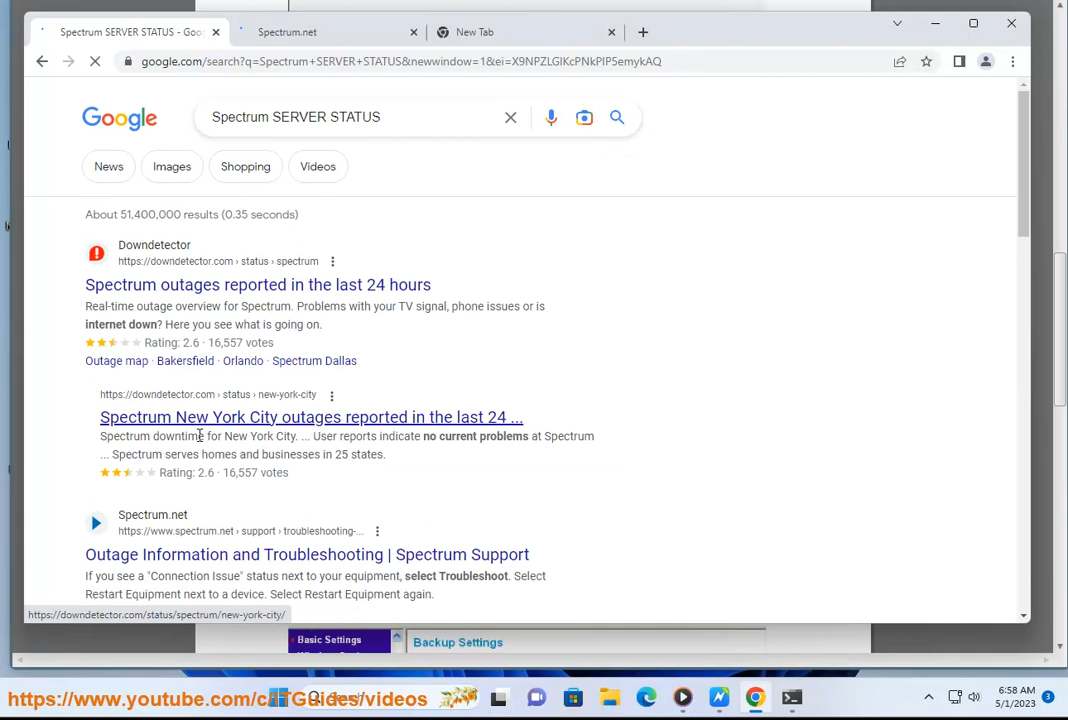 Spectrum SERVER STATUS - Goo
Spectrum.net
New Tab
google.com/search?q=Spectrum+SERVER+STATUS&newwindow=1&ei=X9NPZLGIKcPNkPIP5emykAQ
Google
Spectrum SERVER STATUS
News
Images
Shopping
Videos
About 51,400,000 results (0.35 seconds)
Downdetector
https://downdetector.com › status › spectrum
Spectrum outages reported in the last 24 hours
Real-time outage overview for Spectrum. Problems with your TV signal, phone issues or is
internet down? Here you see what is going on.
Rating: 2.6 · 16,557 votes
Outage map · Bakersfield · Orlando · Spectrum Dallas
https://downdetector.com › status › new-york-city
Spectrum New York City outages reported in the last 24 ...
Spectrum downtime for New York City. ... User reports indicate no current problems at Spectrum
... Spectrum serves homes and businesses in 25 states.
Rating: 2.6 · 16,557 votes
Spectrum.net
https://www.spectrum.net › support › troubleshooting-...
Outage Information and Troubleshooting | Spectrum Support
If you see a "Connection Issue" status next to your equipment, select Troubleshoot. Select
Restart Equipment next to a device. Select Restart Equipment again.
https://downdetector.com/status/spectrum/new-york-city/
Basic Settings
Backup Settings
https://www.youtube.com/c/ITGuides/videos
6:58 AM
5/1/2023
3